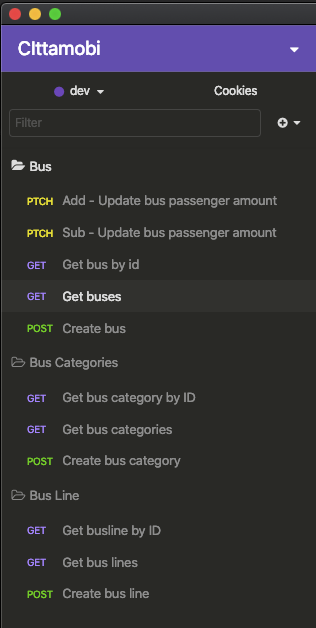 CIttamobi
dev Cookies
Filter
Bus
PTCH Add - Update bus passenger amount
PTCH Sub - Update bus passenger amount
GET Get bus by id
GET Get buses
POST Create bus
Bus Categories
GET Get bus category by ID
GET Get bus categories
POST Create bus category
Bus Line
GET Get busline by ID
GET Get bus lines
POST Create bus line